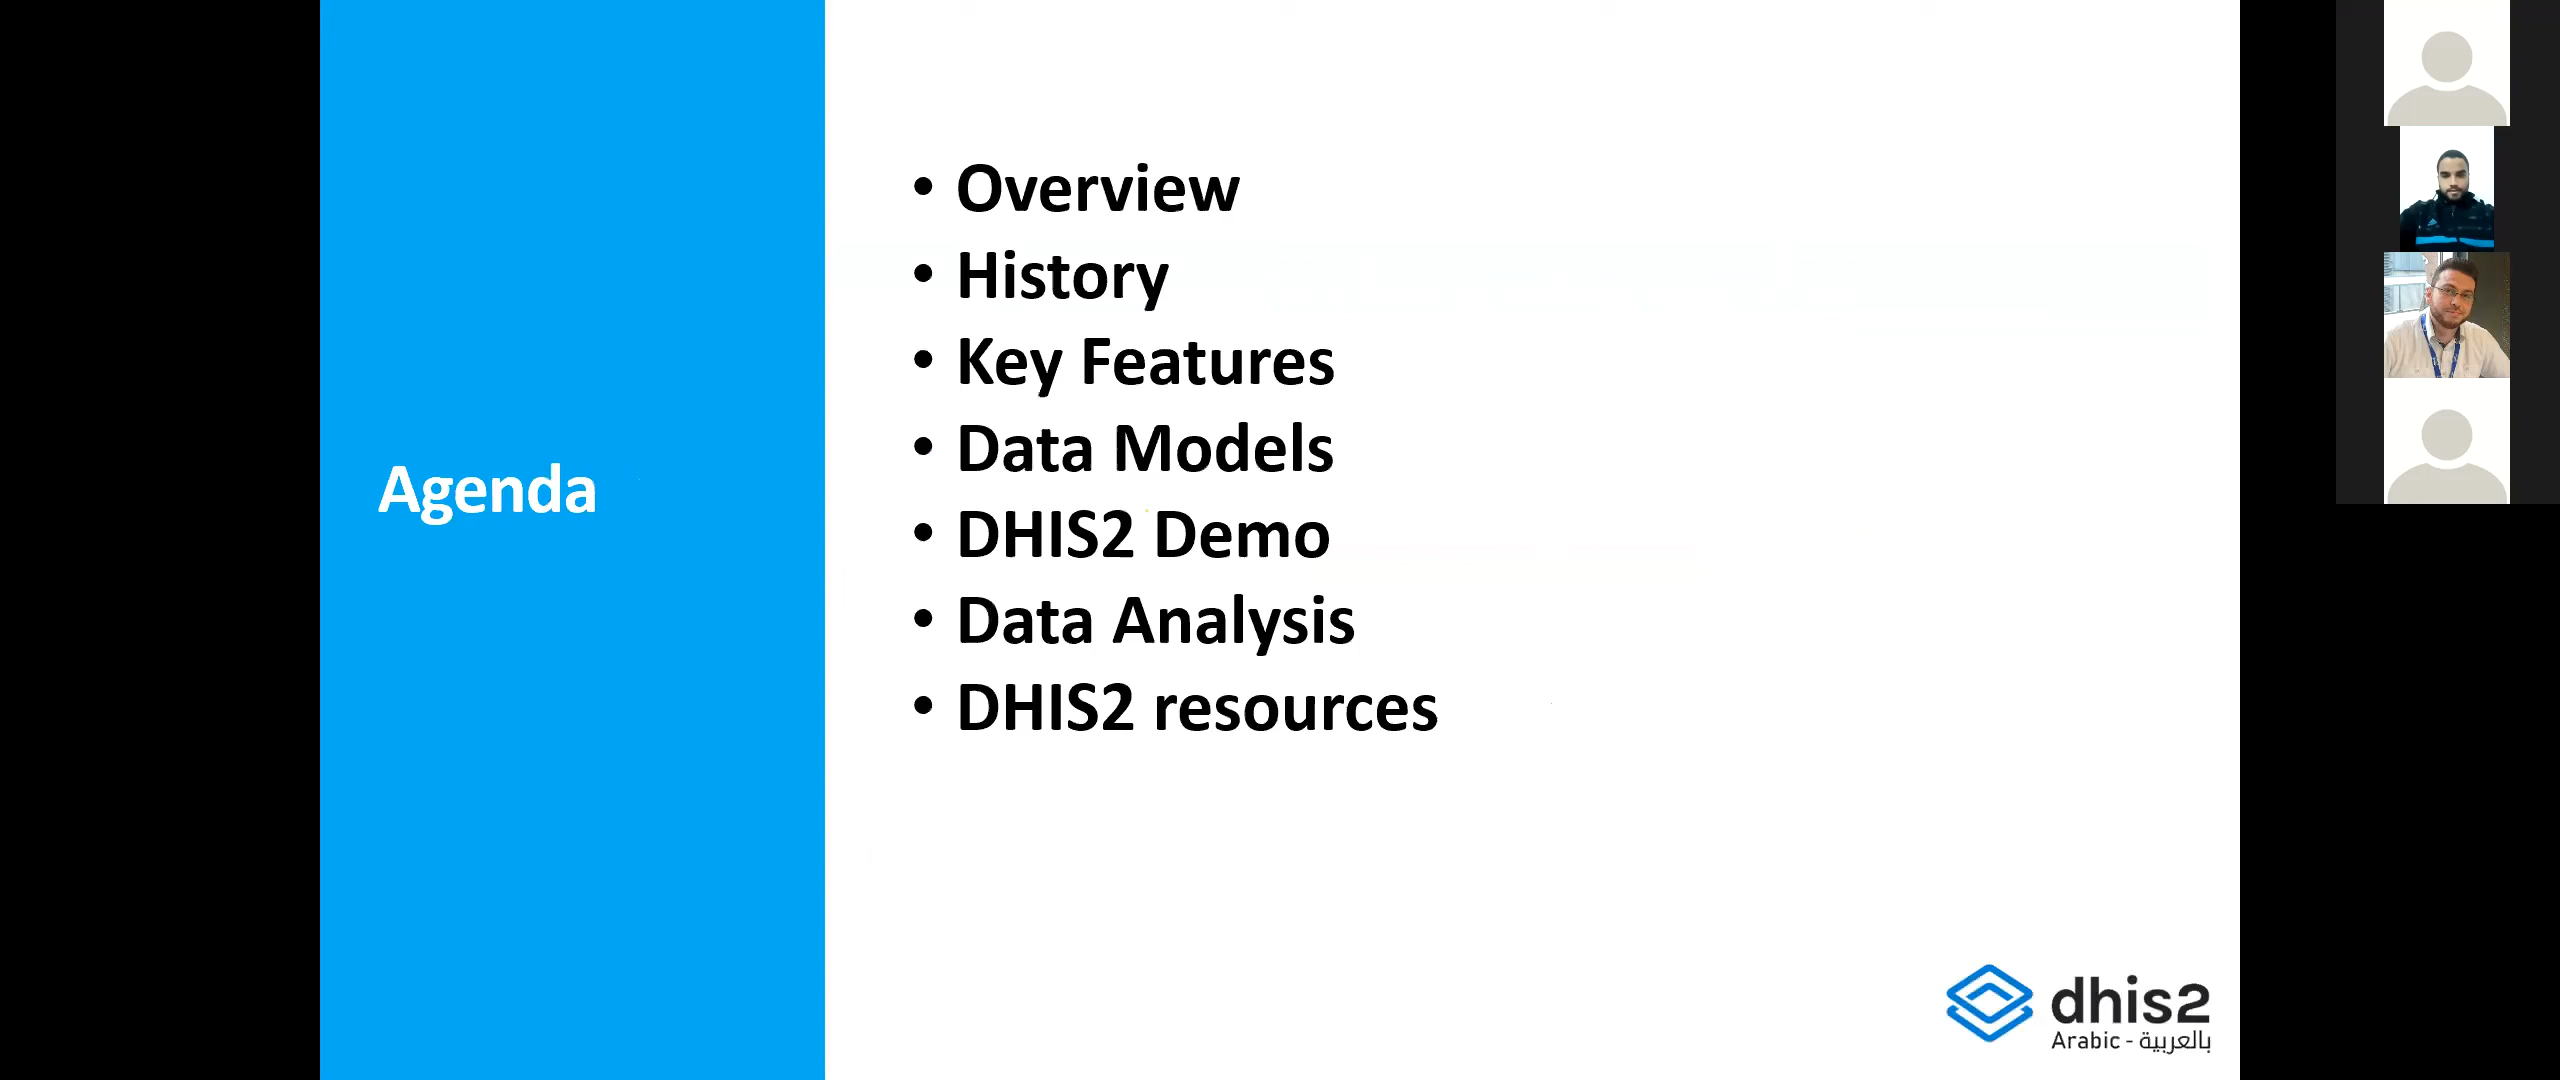 Agenda
• Overview
• History
• Key Features
• Data Models
• DHIS2 Demo
• Data Analysis
• DHIS2 resources
dhis2
Arabic - بالعربية